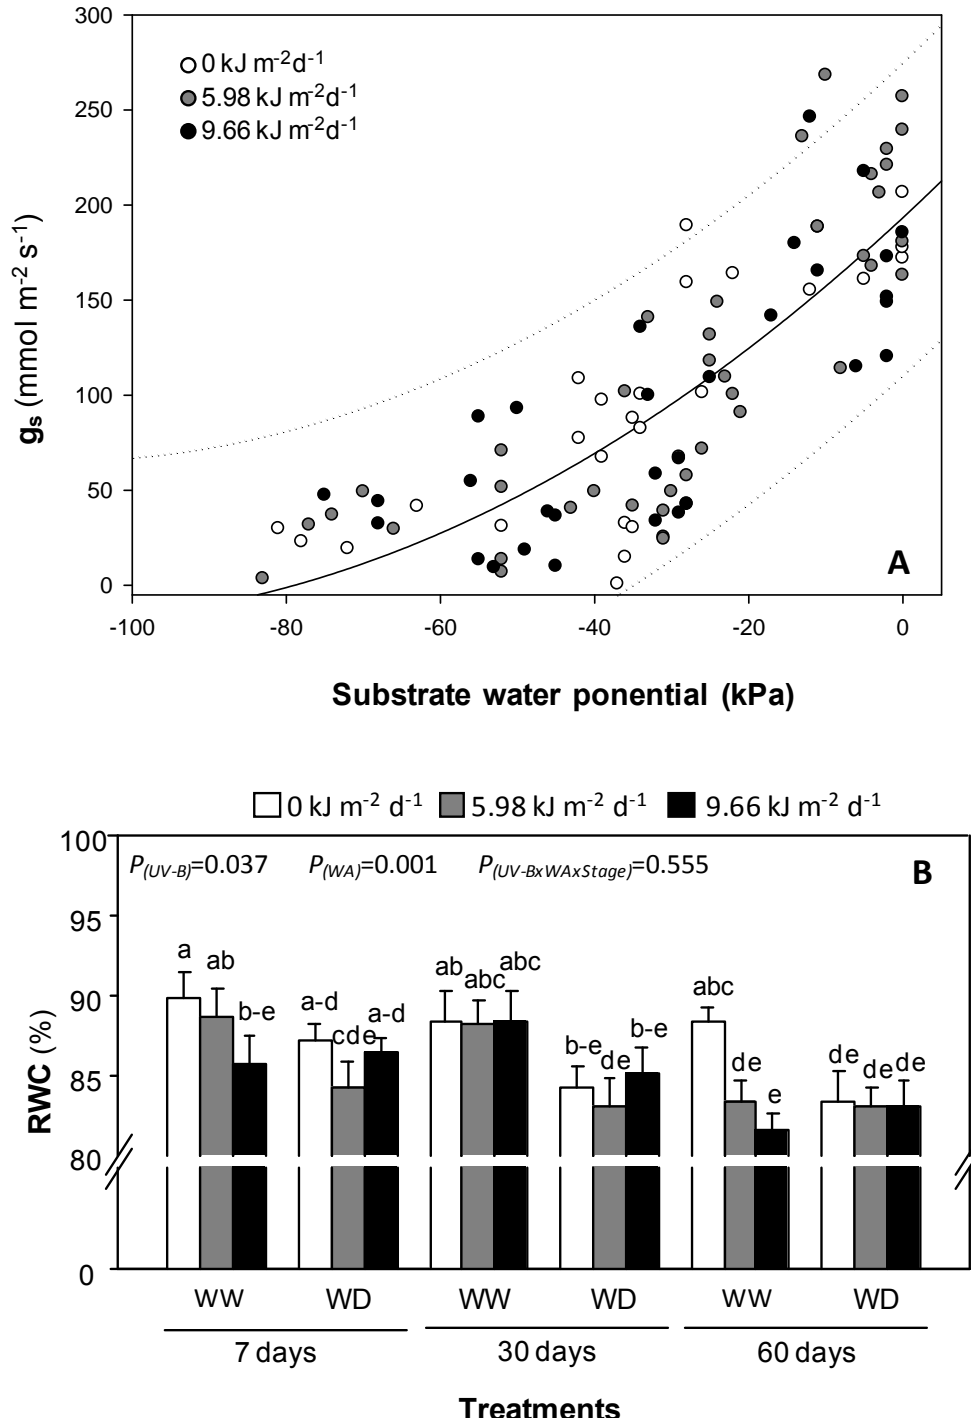 300
250
200
150
100
50
0
g_s (mmol m⁻² s⁻¹)
0 kJ m⁻²d⁻¹
5.98 kJ m⁻²d⁻¹
9.66 kJ m⁻²d⁻¹
A
-100 -80 -60 -40 -20 0
Substrate water ponential (kPa)
0 kJ m⁻² d⁻¹ 5.98 kJ m⁻² d⁻¹ 9.66 kJ m⁻² d⁻¹
100
95
90
85
80
0
RWC (%)
P(UV-B)=0.037 P(WA)=0.001 P(UV-BxWAxStage)=0.555
B
a ab b-e a-d cde a-d ab abc abc b-e de b-e abc de e de de de
WW WD WW WD WW WD
7 days 30 days 60 days
Treatments